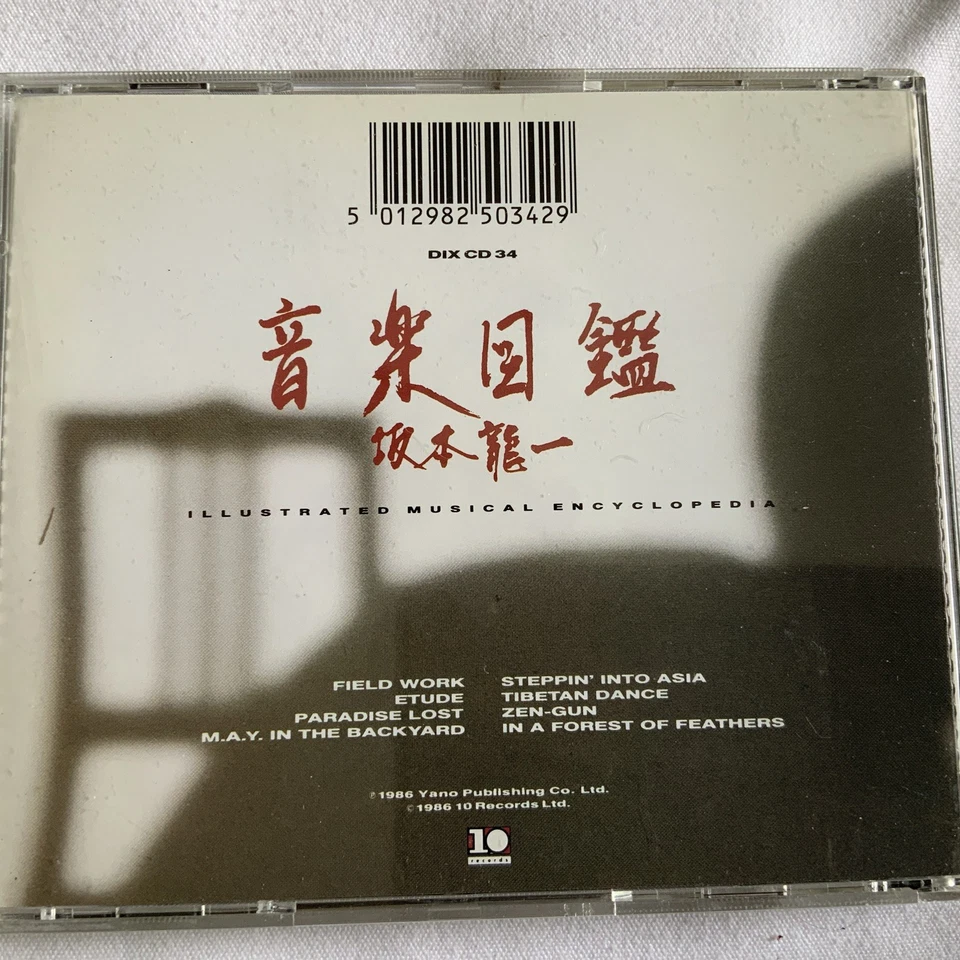 5 012982 503429
DIX CD 34
音楽図鑑
坂本龍一
ILLUSTRATED MUSICAL ENCYCLOPEDIA
FIELD WORK
ETUDE
PARADISE LOST
M.A.Y. IN THE BACKYARD
STEPPIN' INTO ASIA
TIBETAN DANCE
ZEN-GUN
IN A FOREST OF FEATHERS
℗1986 Yano Publishing Co. Ltd.
©1986 10 Records Ltd.
10
records